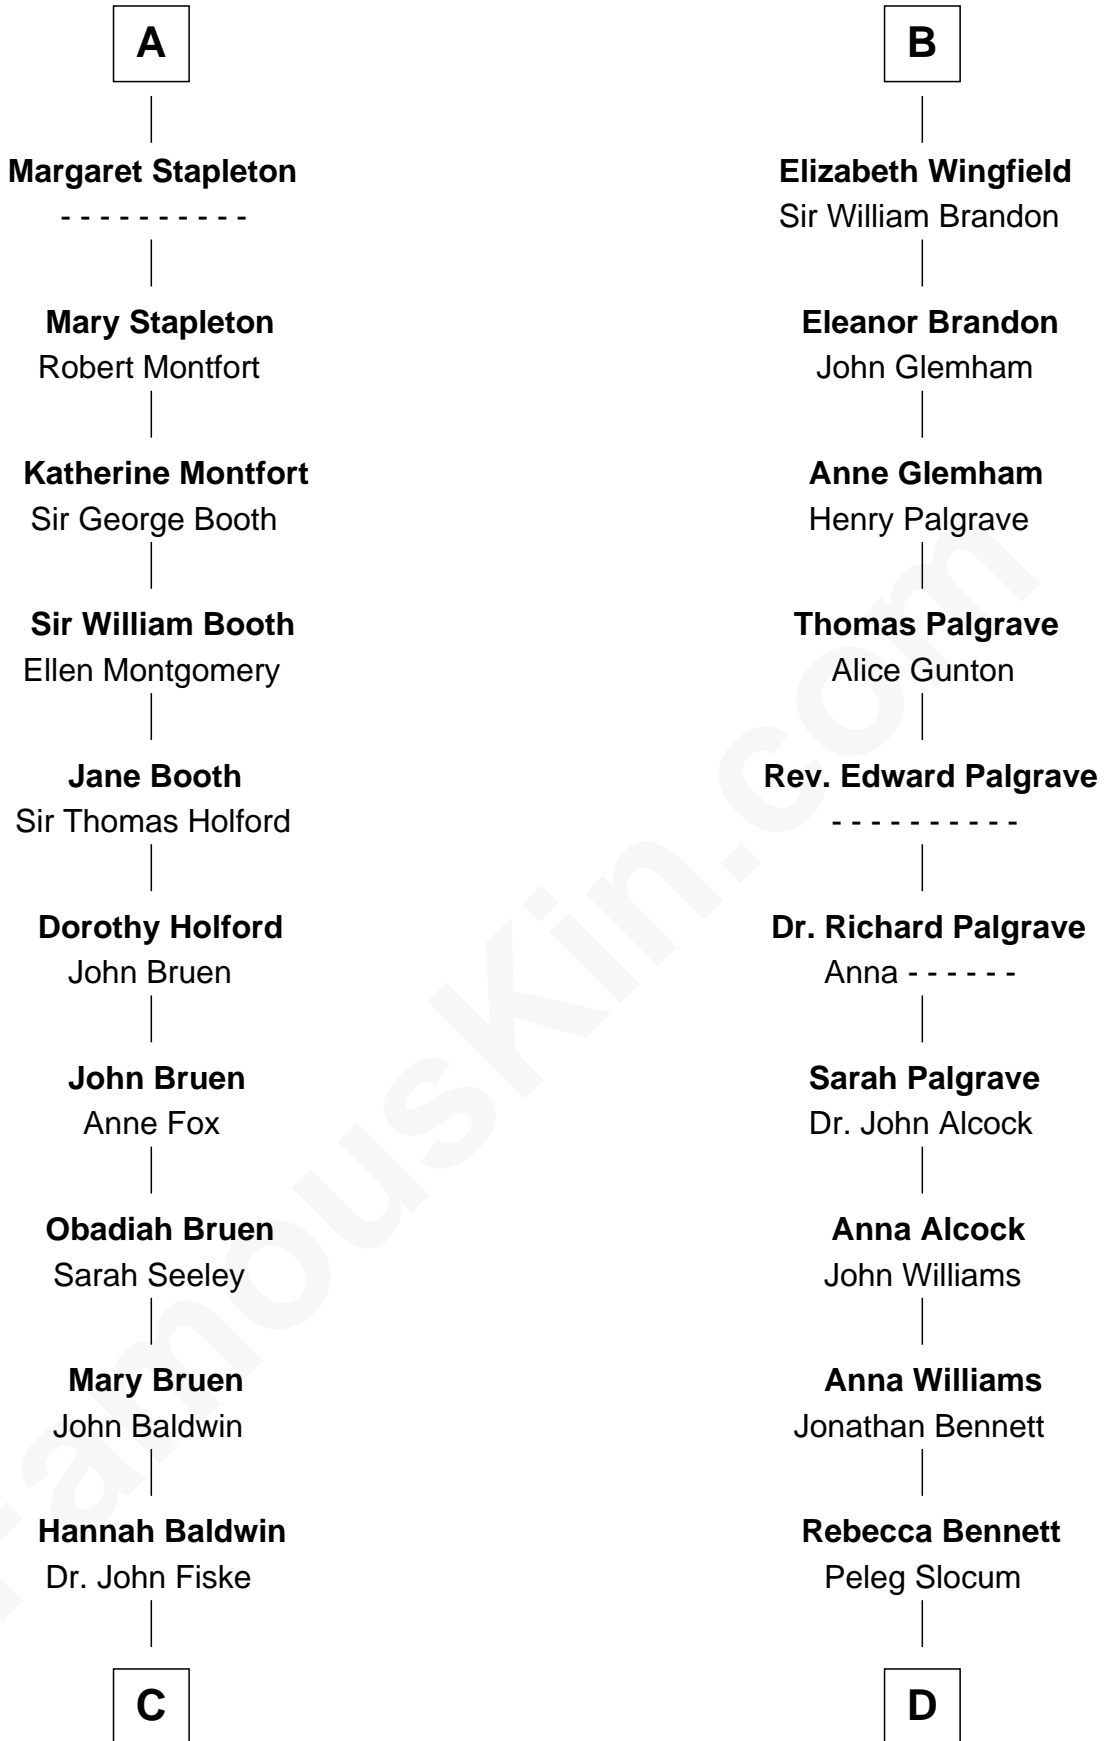 A
Margaret Stapleton
- - - - - - - - - -
Mary Stapleton
Robert Montfort
Katherine Montfort
Sir George Booth
Sir William Booth
Ellen Montgomery
Jane Booth
Sir Thomas Holford
Dorothy Holford
John Bruen
John Bruen
Anne Fox
Obadiah Bruen
Sarah Seeley
Mary Bruen
John Baldwin
Hannah Baldwin
Dr. John Fiske
C
B
Elizabeth Wingfield
Sir William Brandon
Eleanor Brandon
John Glemham
Anne Glemham
Henry Palgrave
Thomas Palgrave
Alice Gunton
Rev. Edward Palgrave
- - - - - - - - - -
Dr. Richard Palgrave
Anna - - - - - -
Sarah Palgrave
Dr. John Alcock
Anna Alcock
John Williams
Anna Williams
Jonathan Bennett
Rebecca Bennett
Peleg Slocum
D
FamousKin.com